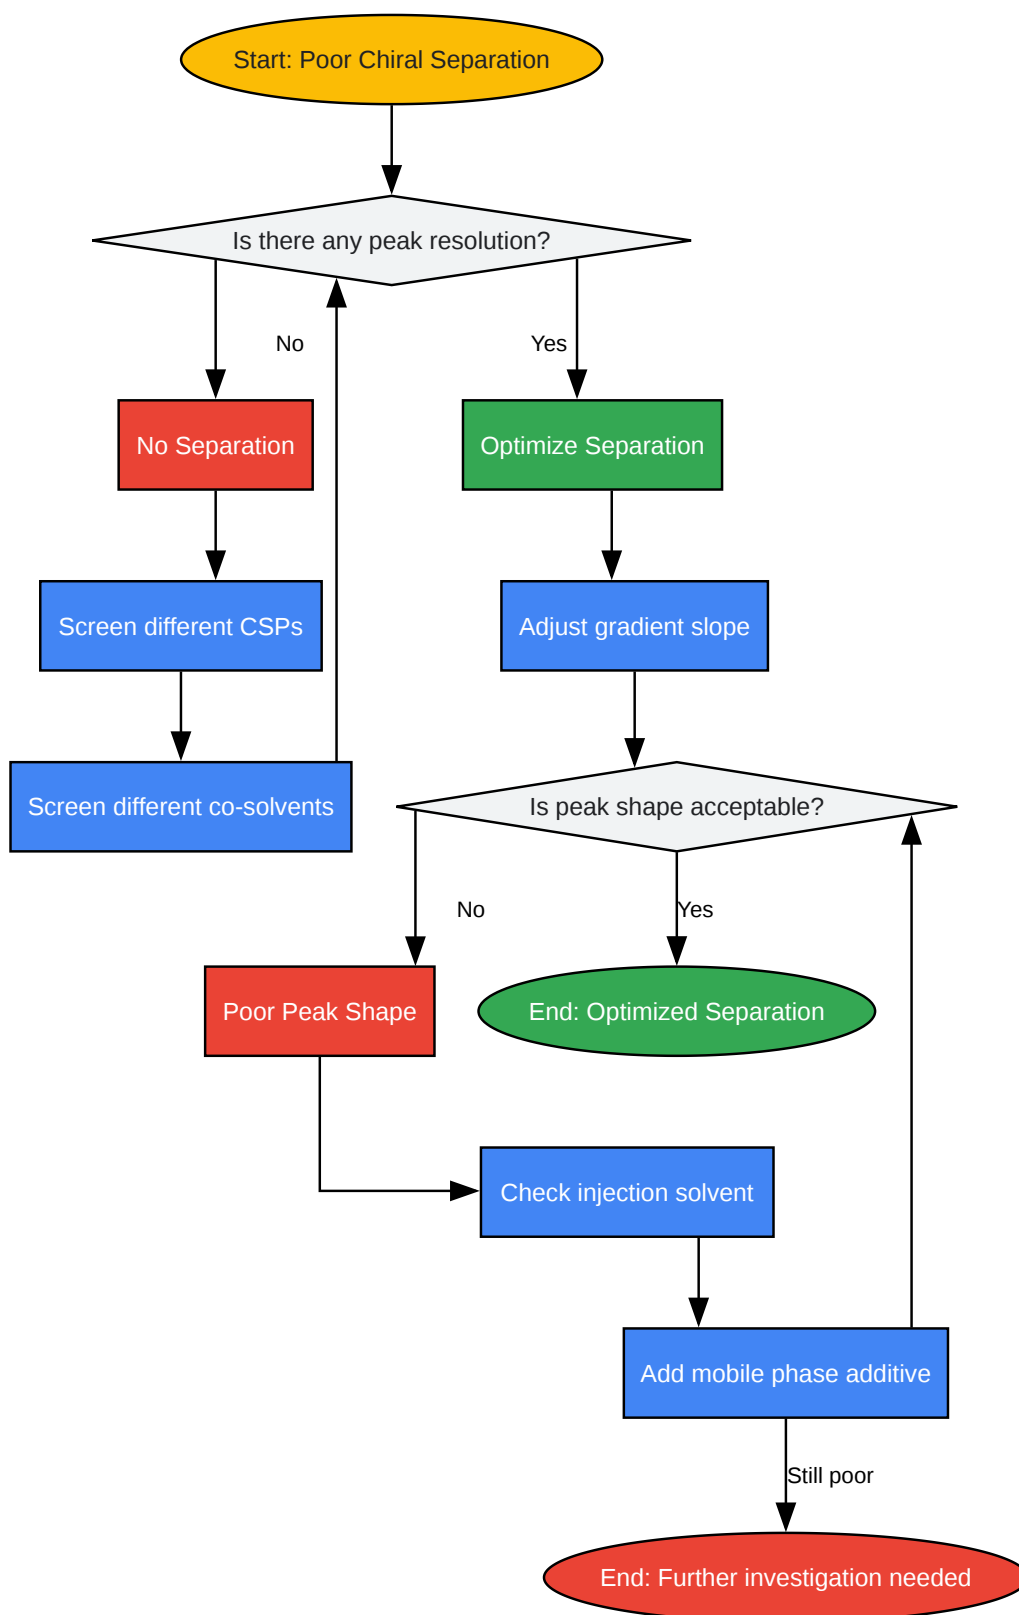 Start: Poor Chiral Separation
Is there any peak resolution?
No
Yes
No Separation
Optimize Separation
Screen different CSPs
Adjust gradient slope
Screen different co-solvents
Is peak shape acceptable?
No
Yes
Poor Peak Shape
End: Optimized Separation
Check injection solvent
Add mobile phase additive
Still poor
End: Further investigation needed